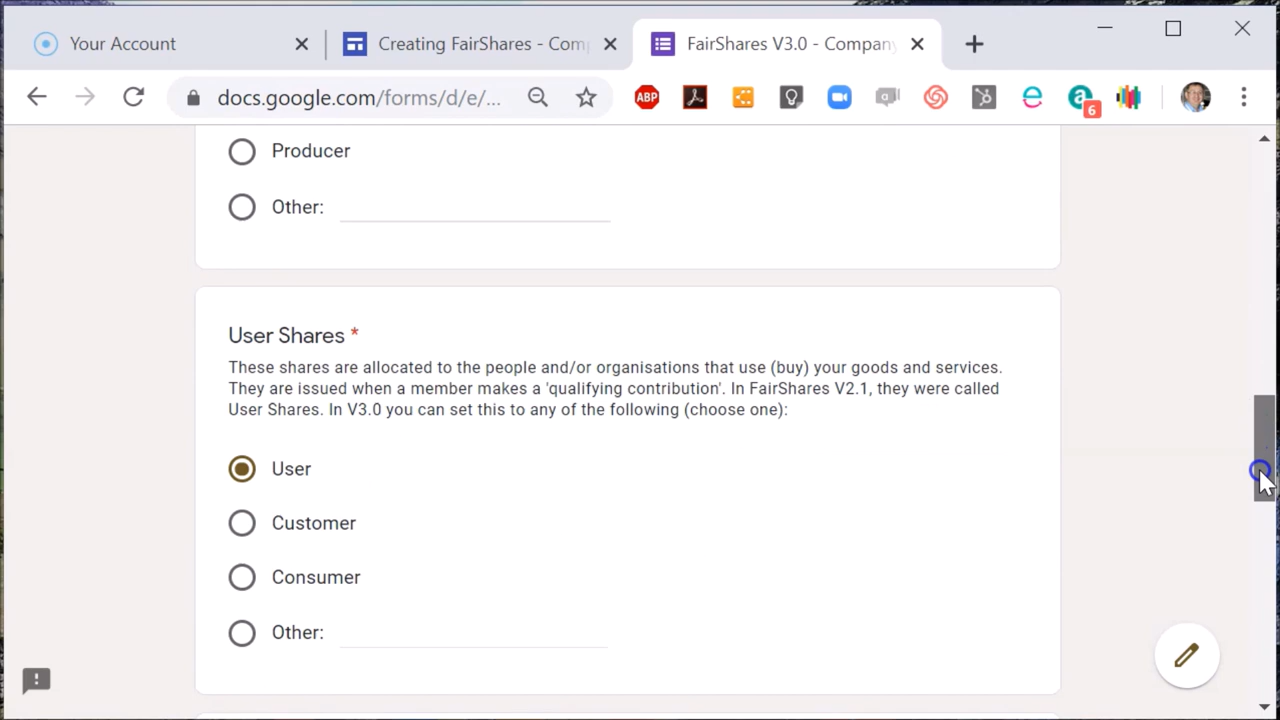 Your Account
Creating FairShares - Com
FairShares V3.0 - Company
docs.google.com/forms/d/e/...
ABP
a
e
a
6
Producer
Other:
User Shares *
These shares are allocated to the people and/or organisations that use (buy) your goods and services.
They are issued when a member makes a 'qualifying contribution'. In FairShares V2.1, they were called
User Shares. In V3.0 you can set this to any of the following (choose one):
User
Customer
Consumer
Other: